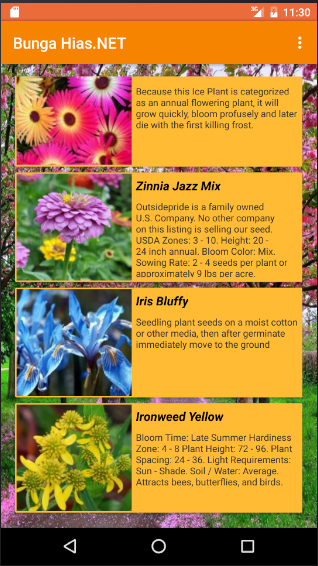 3G 11:30
Bunga Hias.NET
Because this Ice Plant is categorized
as an annual flowering plant, it will
grow quickly, bloom profusely and later
die with the first killing frost.
Zinnia Jazz Mix
Outsidepride is a family owned
U.S. Company. No other company
on this listing is selling our seed.
USDA Zones: 3 - 10. Height: 20 -
24 inch annual. Bloom Color: Mix.
Sowing Rate: 2 - 4 seeds per plant or
approximately 9 lbs per acre.
Iris Bluffy
Seedling plant seeds on a moist cotton
or other media, then after germinate
immediately move to the ground
Ironweed Yellow
Bloom Time: Late Summer Hardiness
Zone: 4 - 8 Plant Height: 72 - 96. Plant
Spacing: 24 - 36. Light Requirements:
Sun - Shade. Soil / Water: Average.
Attracts bees, butterflies, and birds.